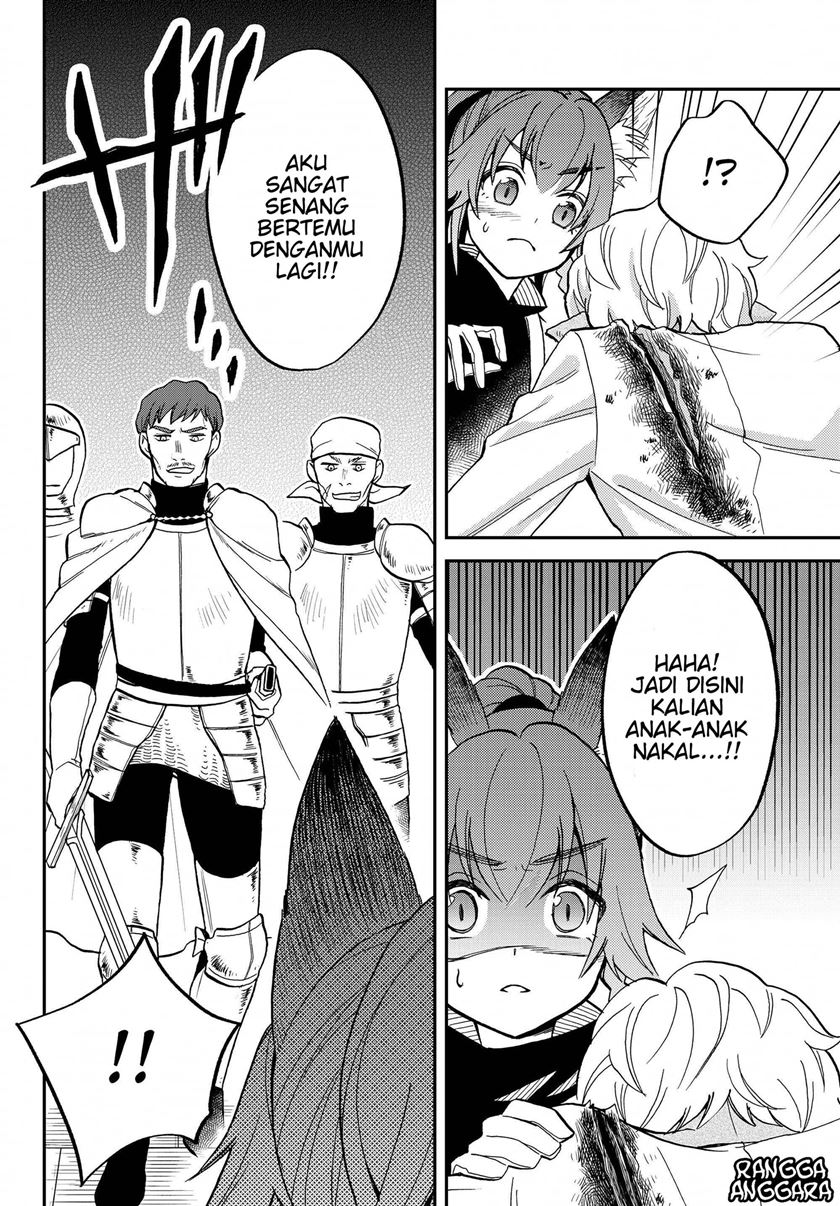 !?
HAHA!
JADI DISINI
KALIAN
ANAK-ANAK
NAKAL...!!
AKU
SANGAT
SENANG
BERTEMU
DENGANMU
LAGI!!
!!
RANGGA
ANGGARA